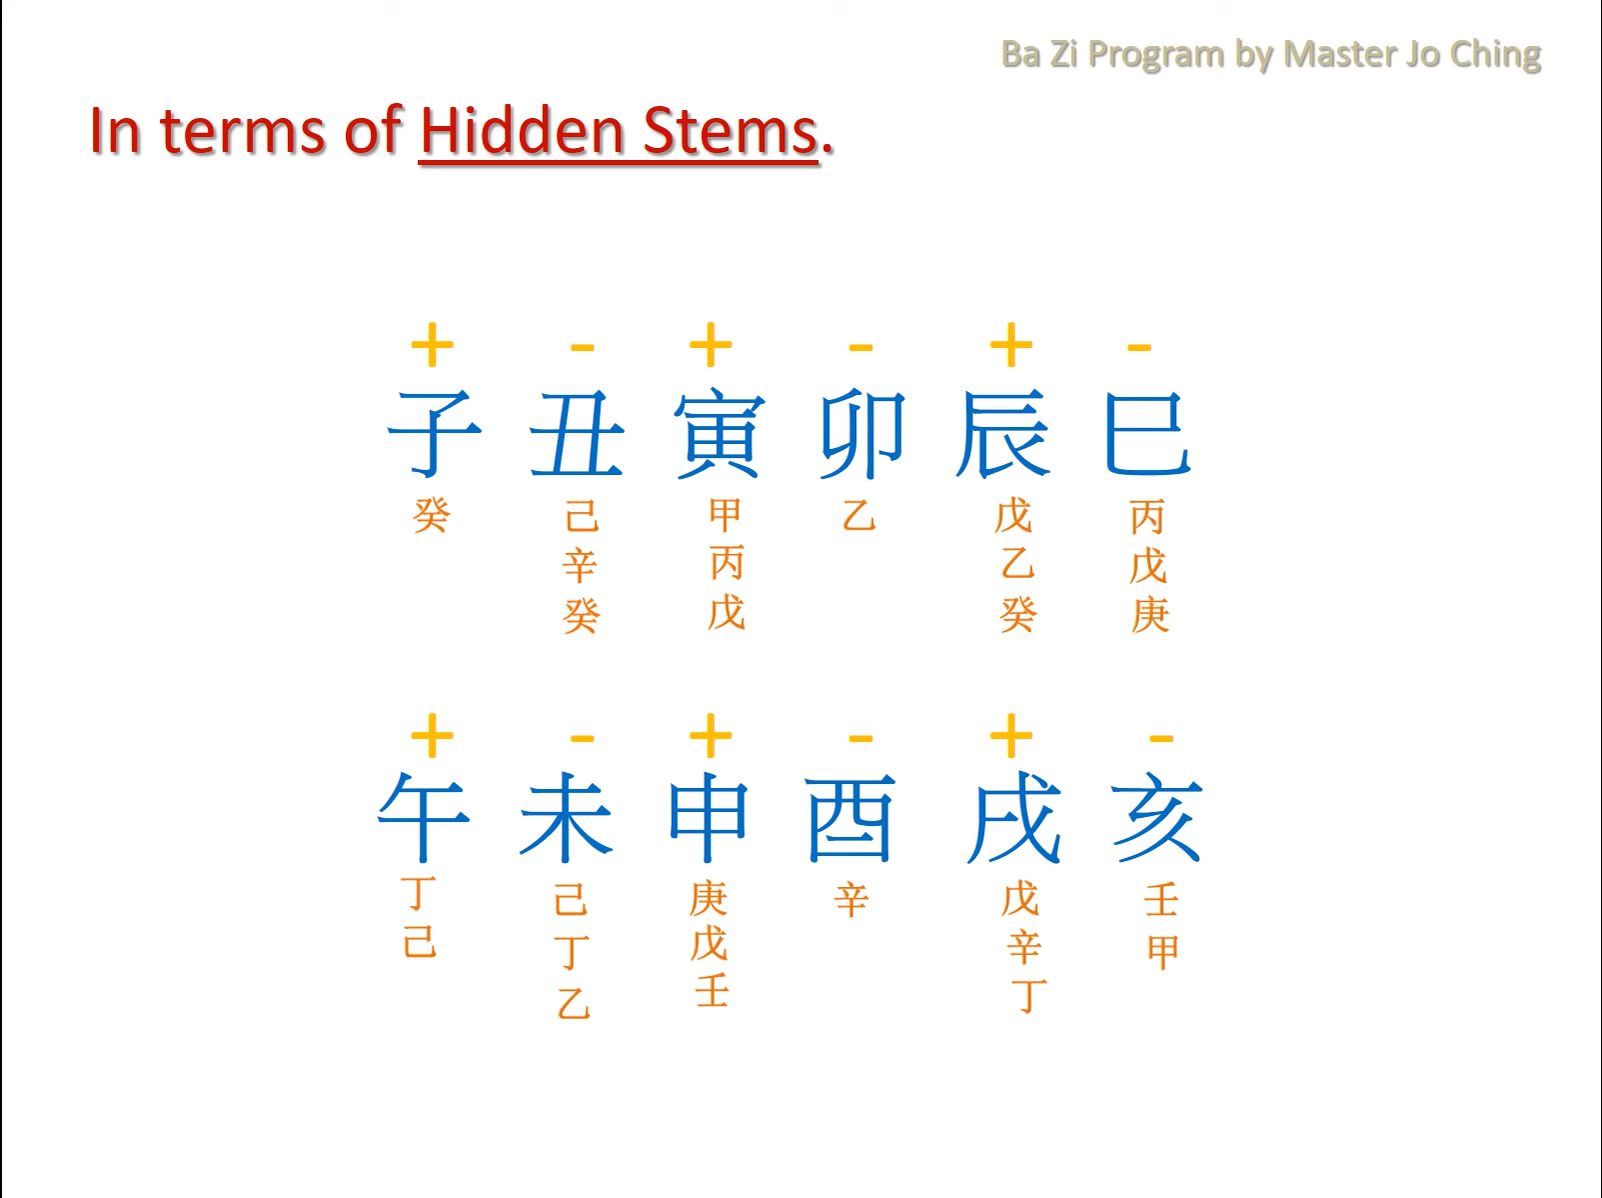 Ba Zi Program by Master Jo Ching
In terms of Hidden Stems.
+ - + - + -
子 丑 寅 卯 辰 巳
癸 己 甲 乙 戊 丙
辛 丙 乙 戊
癸 戊 癸 庚
+ - + - + -
午 未 申 酉 戌 亥
丁 己 庚 辛 戊 壬
己 丁 戊 辛 甲
乙 壬 丁